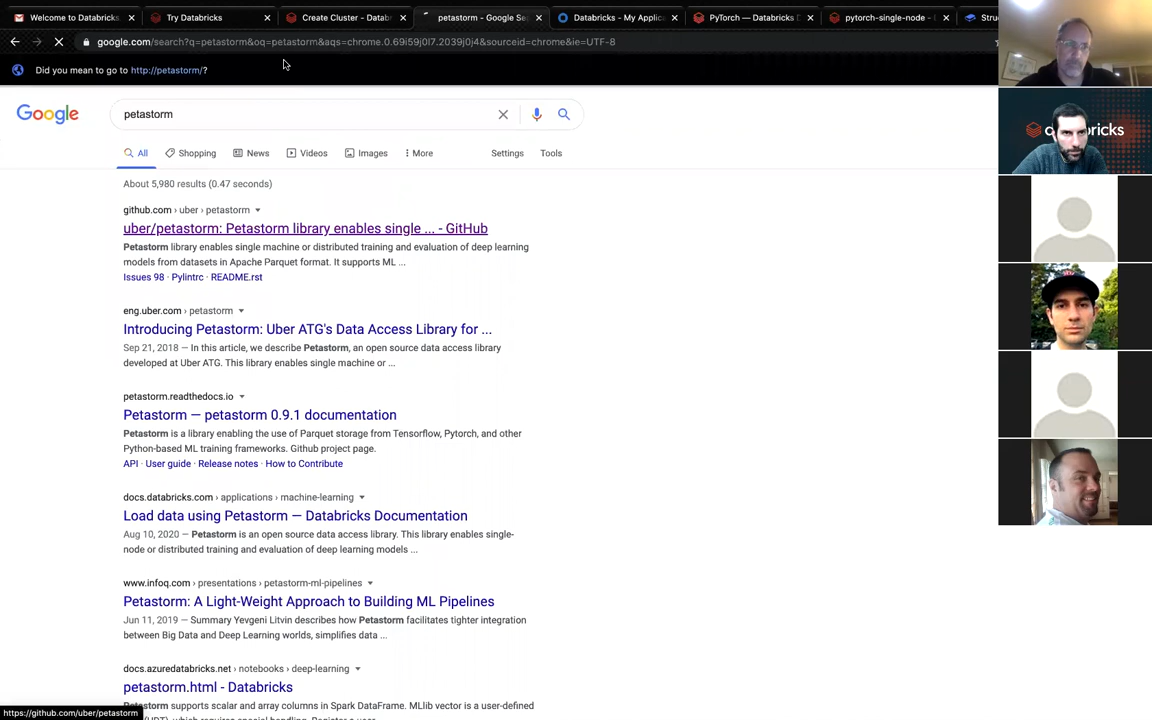 Welcome to Databricks.
Try Databricks
Create Cluster - Datab
petastorm - Google Se
Databricks - My Applica
PyTorch — Databricks D
pytorch-single-node -
Struc
google.com/search?q=petastorm&oq=petastorm&aqs=chrome.0.69i59j0l7.2039j0j4&sourceid=chrome&ie=UTF-8
Did you mean to go to http://petastorm/?
Google
petastorm
All
Shopping
News
Videos
Images
More
Settings
Tools
About 5,980 results (0.47 seconds)
github.com › uber › petastorm
uber/petastorm: Petastorm library enables single ... - GitHub
Petastorm library enables single machine or distributed training and evaluation of deep learning
models from datasets in Apache Parquet format. It supports ML ...
Issues 98 · Pylintrc · README.rst
eng.uber.com › petastorm
Introducing Petastorm: Uber ATG's Data Access Library for ...
Sep 21, 2018 — In this article, we describe Petastorm, an open source data access library
developed at Uber ATG. This library enables single machine or ...
petastorm.readthedocs.io
Petastorm — petastorm 0.9.1 documentation
Petastorm is a library enabling the use of Parquet storage from Tensorflow, Pytorch, and other
Python-based ML training frameworks. Github project page.
API · User guide · Release notes · How to Contribute
docs.databricks.com › applications › machine-learning
Load data using Petastorm — Databricks Documentation
Aug 10, 2020 — Petastorm is an open source data access library. This library enables single-
node or distributed training and evaluation of deep learning models ...
www.infoq.com › presentations › petastorm-ml-pipelines
Petastorm: A Light-Weight Approach to Building ML Pipelines
Jun 11, 2019 — Summary Yevgeni Litvin describes how Petastorm facilitates tighter integration
between Big Data and Deep Learning worlds, simplifies data ...
docs.azuredatabricks.net › notebooks › deep-learning
petastorm.html - Databricks
Petastorm supports scalar and array columns in Spark DataFrame. MLlib vector is a user-defined
https://github.com/uber/petastorm